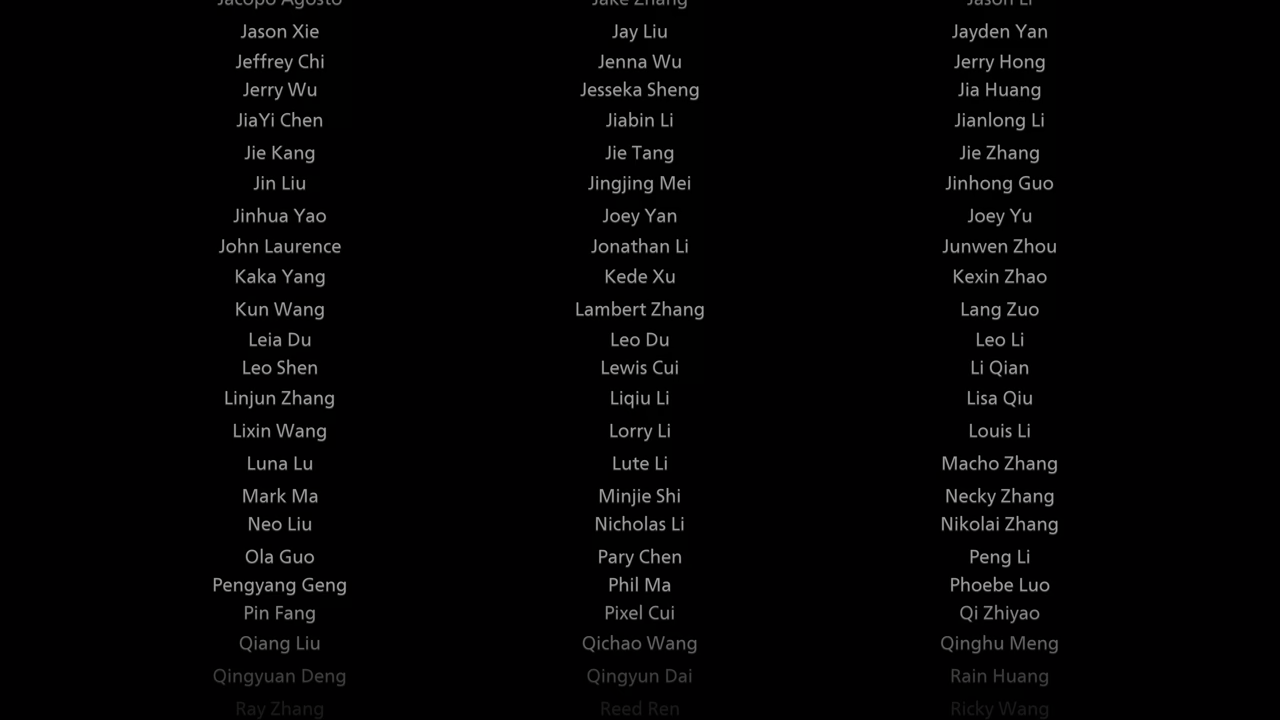 Jacopo Agosto Jake Zhang Jason Li
Jason Xie Jay Liu Jayden Yan
Jeffrey Chi Jenna Wu Jerry Hong
Jerry Wu Jesseka Sheng Jia Huang
JiaYi Chen Jiabin Li Jianlong Li
Jie Kang Jie Tang Jie Zhang
Jin Liu Jingjing Mei Jinhong Guo
Jinhua Yao Joey Yan Joey Yu
John Laurence Jonathan Li Junwen Zhou
Kaka Yang Kede Xu Kexin Zhao
Kun Wang Lambert Zhang Lang Zuo
Leia Du Leo Du Leo Li
Leo Shen Lewis Cui Li Qian
Linjun Zhang Liqiu Li Lisa Qiu
Lixin Wang Lorry Li Louis Li
Luna Lu Lute Li Macho Zhang
Mark Ma Minjie Shi Necky Zhang
Neo Liu Nicholas Li Nikolai Zhang
Ola Guo Pary Chen Peng Li
Pengyang Geng Phil Ma Phoebe Luo
Pin Fang Pixel Cui Qi Zhiyao
Qiang Liu Qichao Wang Qinghu Meng
Qingyuan Deng Qingyun Dai Rain Huang
Ray Zhang Reed Ren Ricky Wang